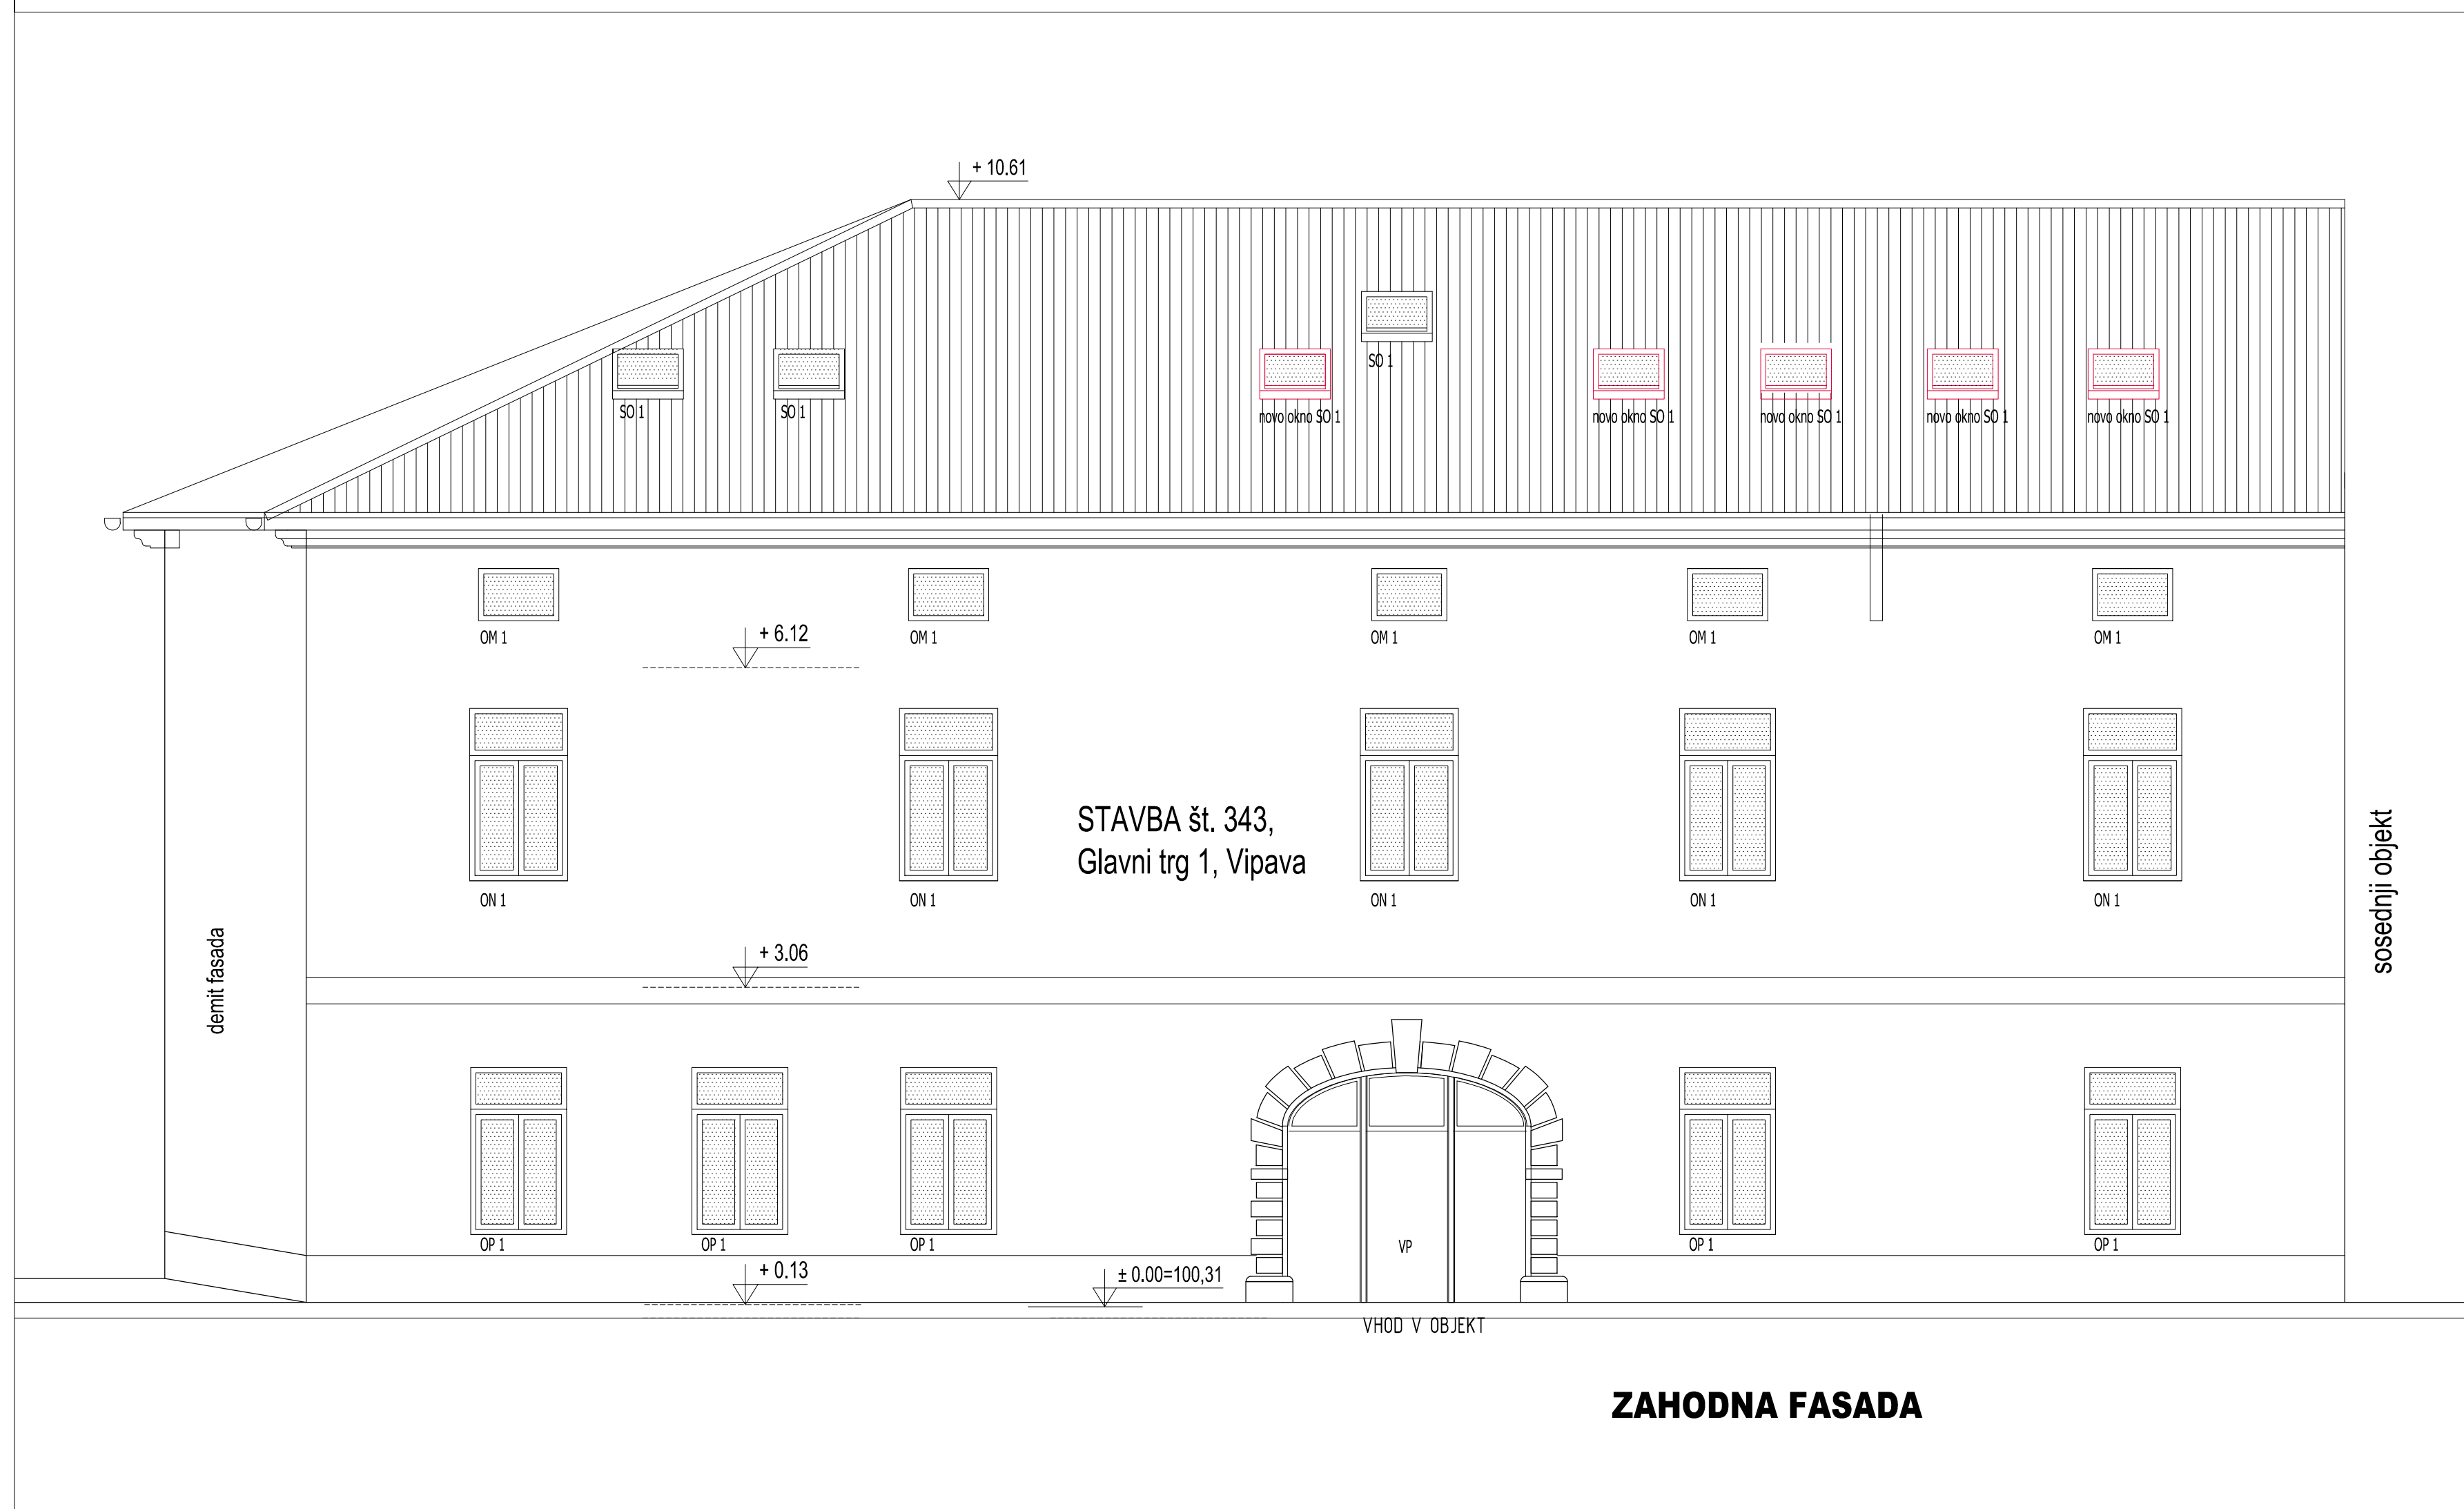 + 10.61
SO 1
SO 1
SO 1
novo okno SO 1
novo okno SO 1
novo okno SO 1
novo okno SO 1
novo okno SO 1
OM 1
OM 1
OM 1
OM 1
OM 1
+ 6.12
STAVBA št. 343,
Glavni trg 1, Vipava
ON 1
ON 1
ON 1
ON 1
ON 1
sosednji objekt
demit fasada
+ 3.06
OP 1
OP 1
OP 1
VP
OP 1
OP 1
+ 0.13
± 0.00=100,31
VHOD V OBJEKT
ZAHODNA FASADA